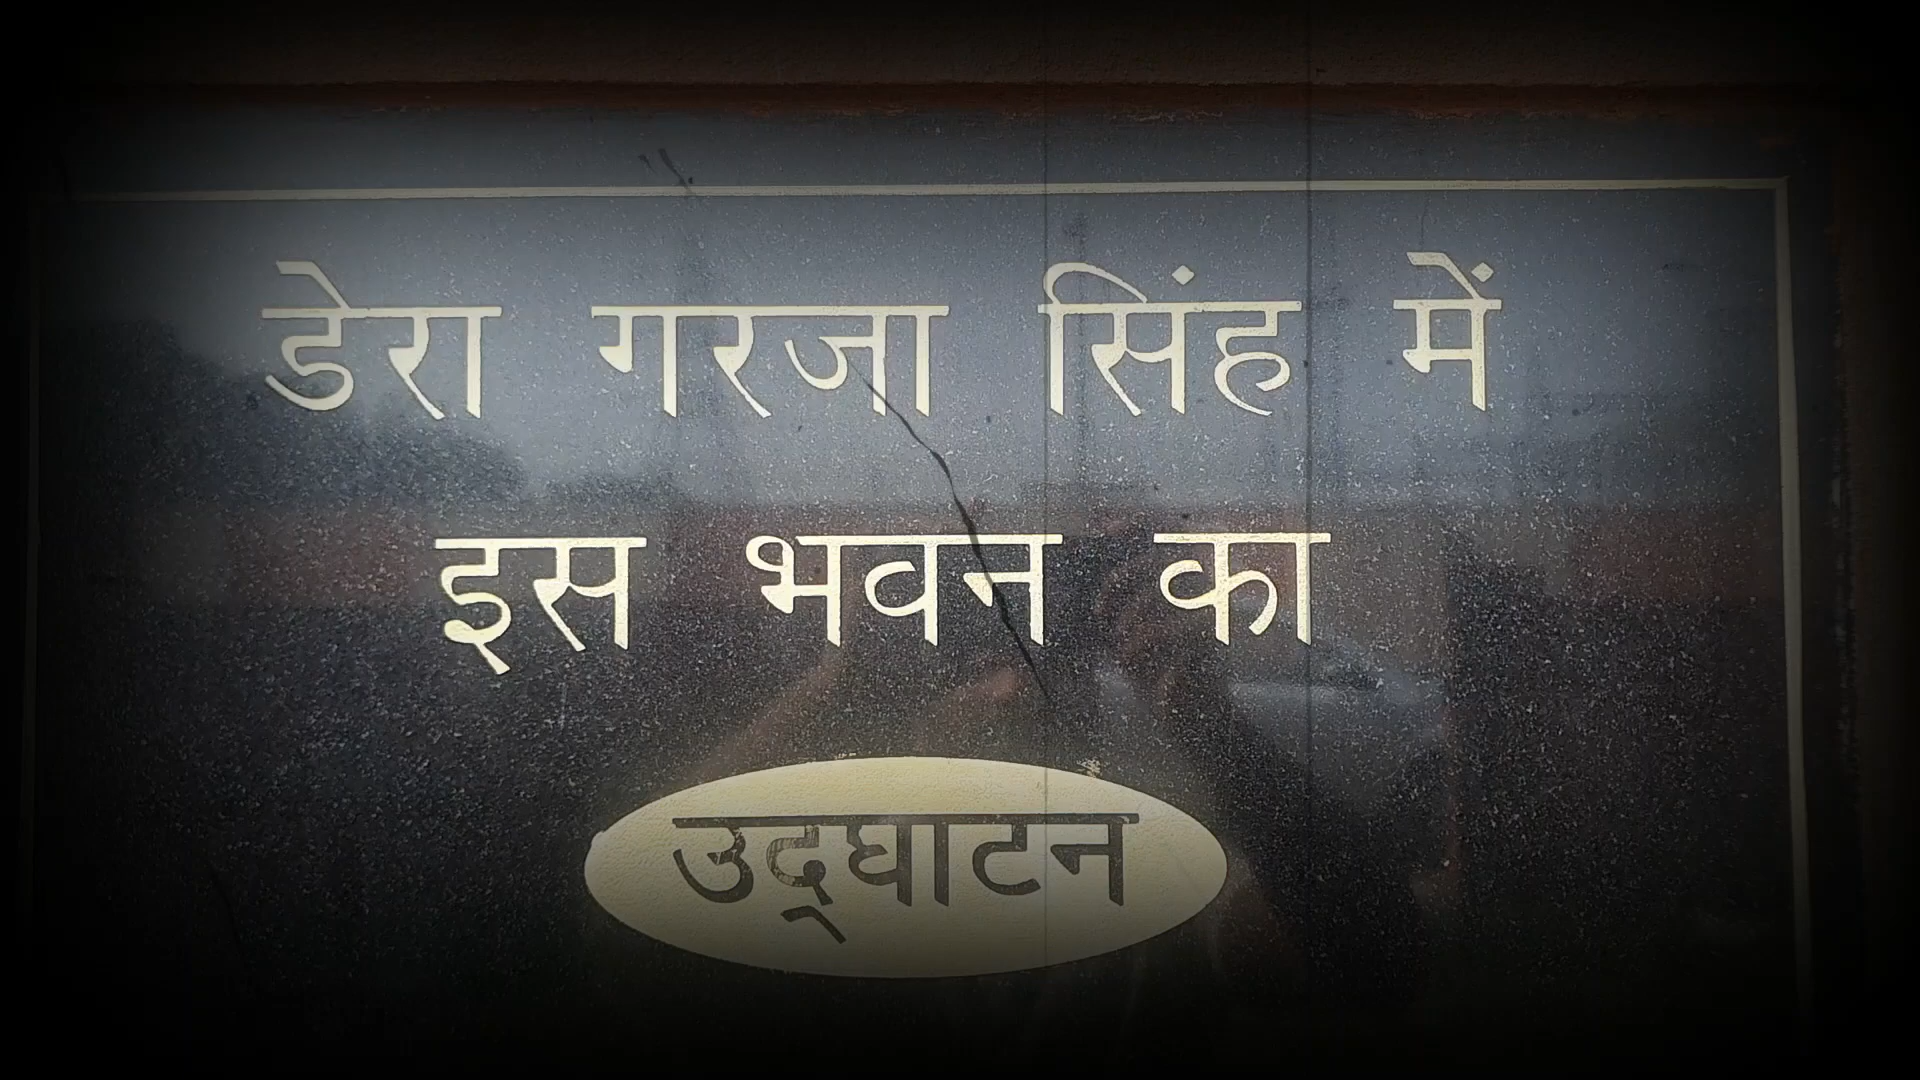 डेरा गरजा सिंह में
इस भवन का
उद्घाटन